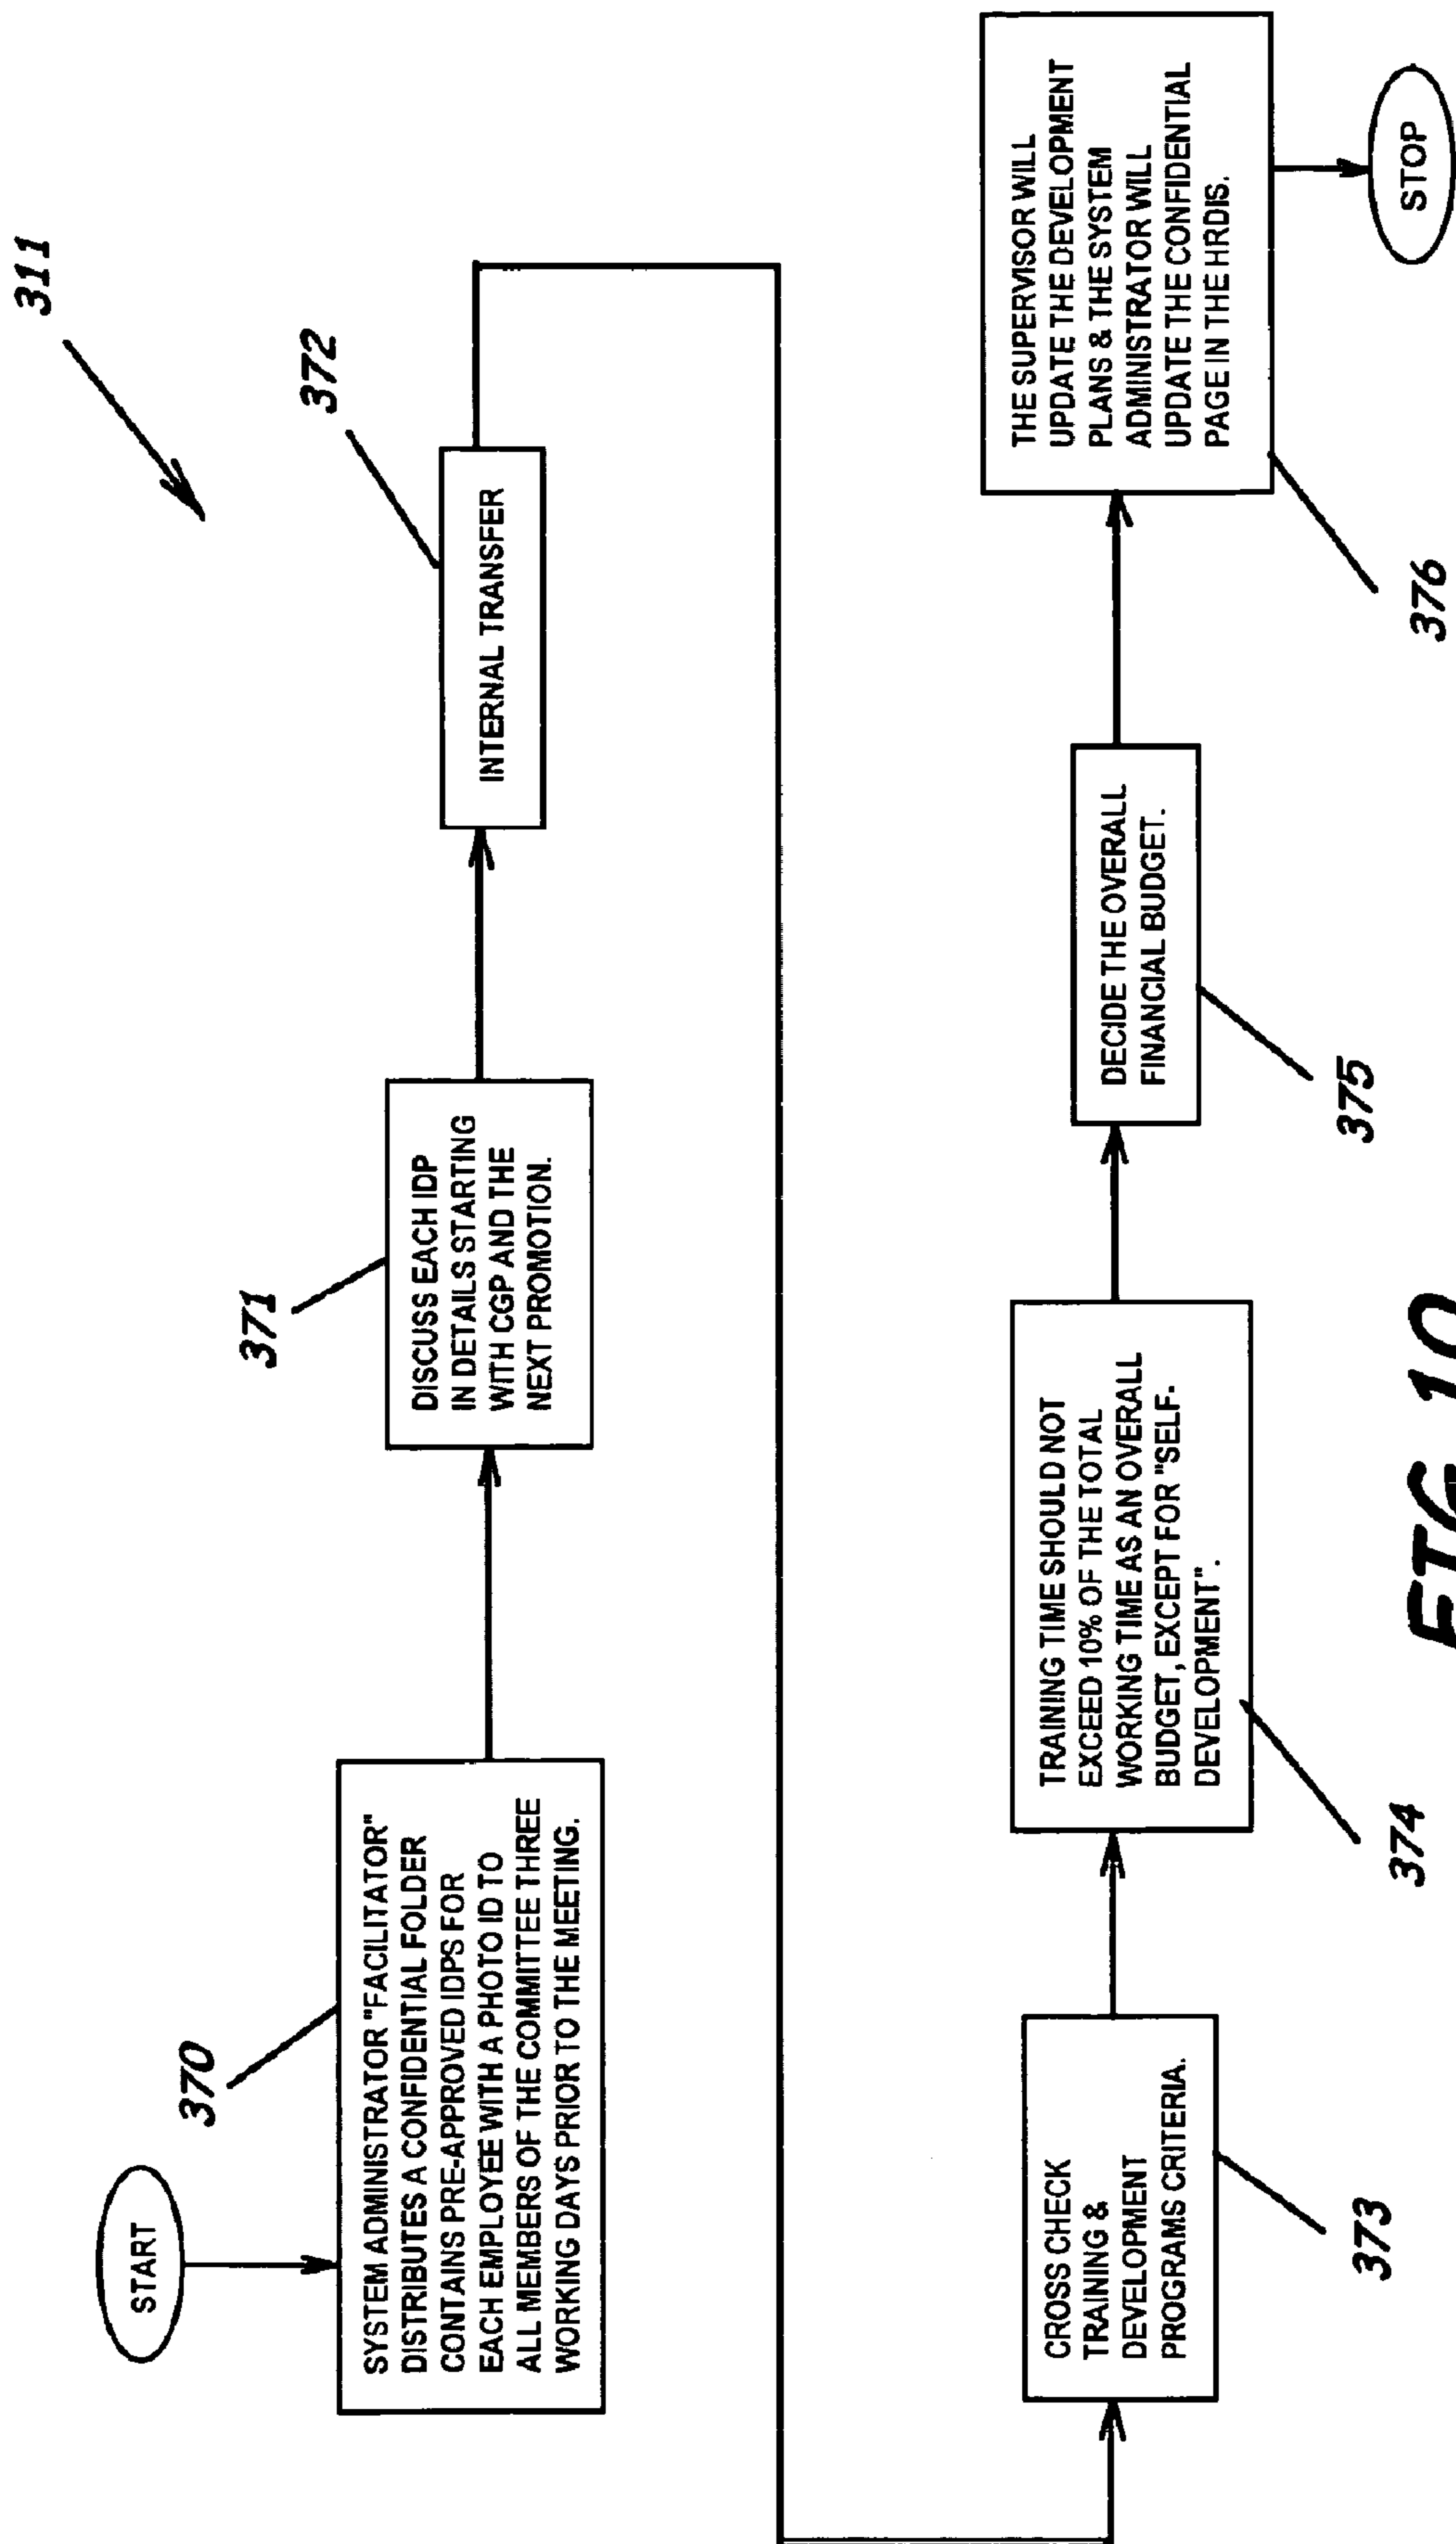 311
START
370
SYSTEM ADMINISTRATOR "FACILITATOR"
DISTRIBUTES A CONFIDENTIAL FOLDER
CONTAINS PRE-APPROVED IDPS FOR
EACH EMPLOYEE WITH A PHOTO ID TO
ALL MEMBERS OF THE COMMITTEE THREE
WORKING DAYS PRIOR TO THE MEETING.
371
DISCUSS EACH IDP
IN DETAILS STARTING
WITH CGP AND THE
NEXT PROMOTION.
372
INTERNAL TRANSFER
CROSS CHECK
TRAINING &
DEVELOPMENT
PROGRAMS CRITERIA.
373
TRAINING TIME SHOULD NOT
EXCEED 10% OF THE TOTAL
WORKING TIME AS AN OVERALL
BUDGET, EXCEPT FOR "SELF-
DEVELOPMENT".
374
DECIDE THE OVERALL
FINANCIAL BUDGET.
375
THE SUPERVISOR WILL
UPDATE THE DEVELOPMENT
PLANS & THE SYSTEM
ADMINISTRATOR WILL
UPDATE THE CONFIDENTIAL
PAGE IN THE HRDIS.
376
STOP
FIG. 10